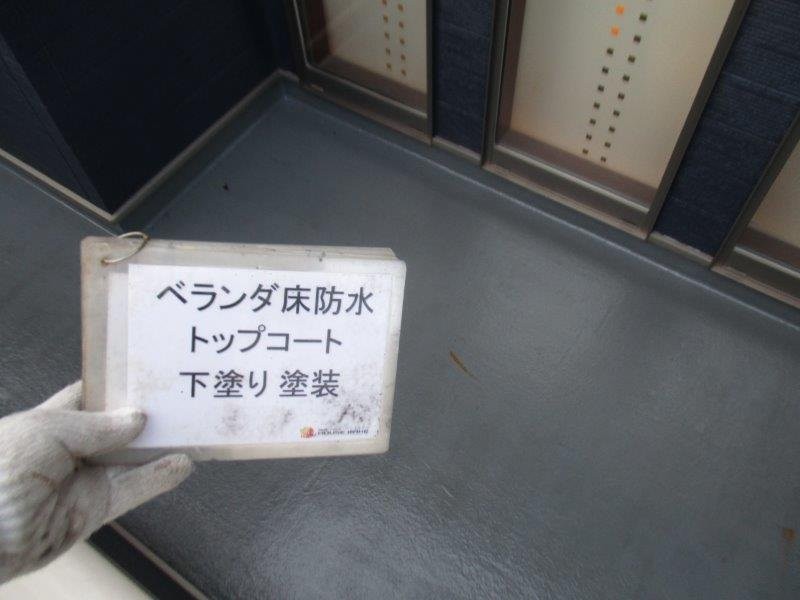 ベランダ床防水
トップコート
下塗り 塗装